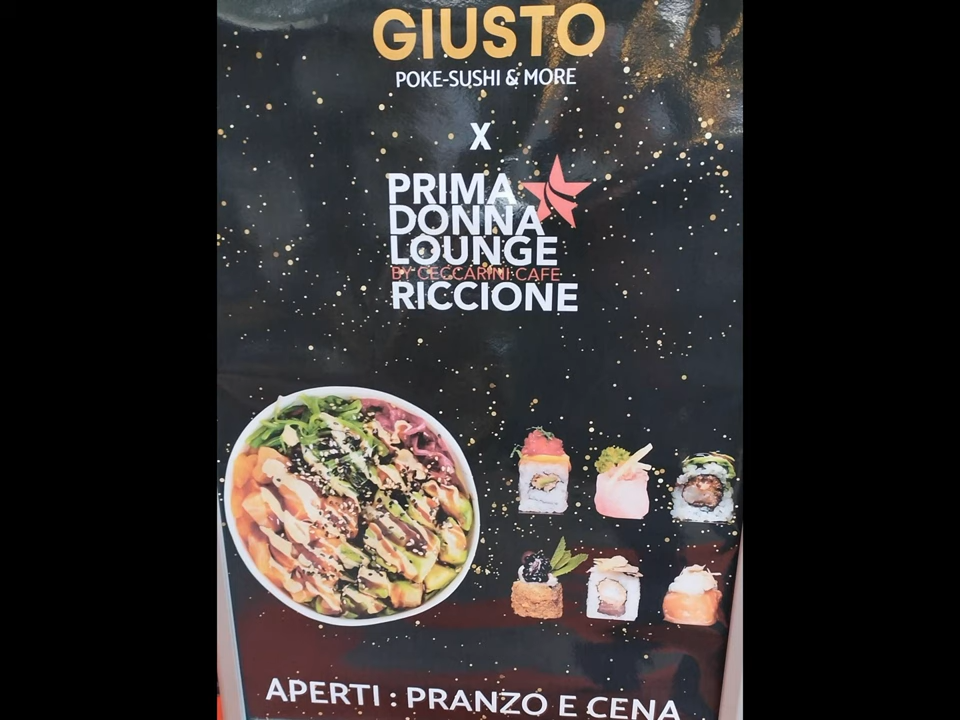 GIUSTO
POKE-SUSHI & MORE
X
PRIMA
DONNA
LOUNGE
BY CECCARINI CAFE
RICCIONE
APERTI : PRANZO E CENA